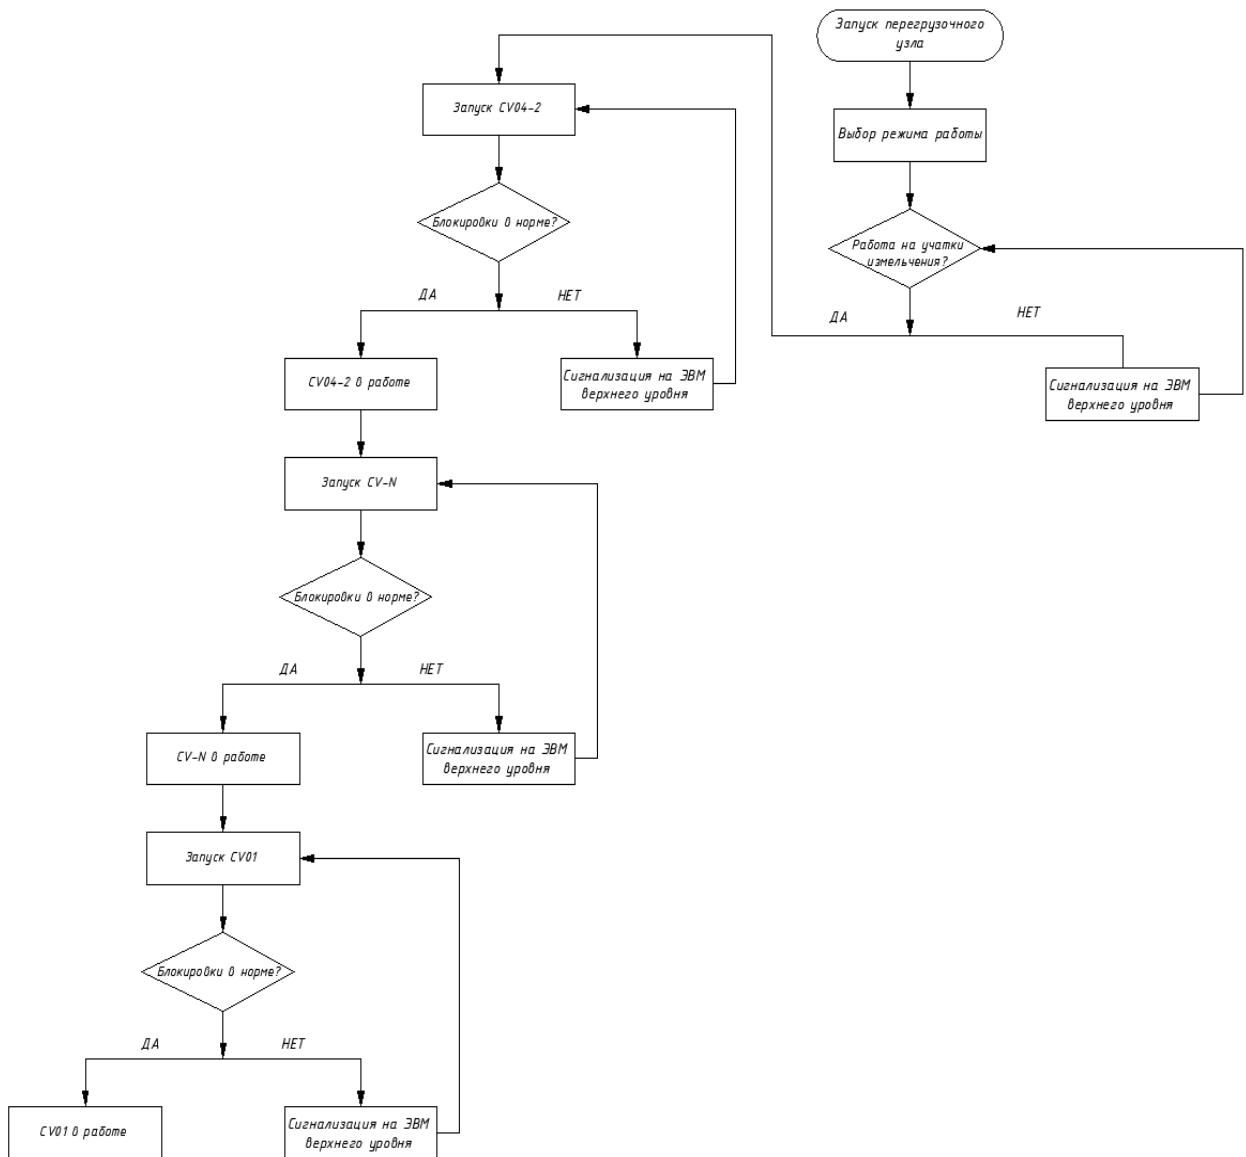 Запуск перегрузочного
узла
Выбор режима работы
Работа на учатки
измельчения?
ДА
НЕТ
Сигнализация на ЭВМ
верхнего уровня
Запуск CV04-2
Блокировки в норме?
ДА
НЕТ
CV04-2 в работе
Сигнализация на ЭВМ
верхнего уровня
Запуск CV-N
Блокировки в норме?
ДА
НЕТ
CV-N в работе
Сигнализация на ЭВМ
верхнего уровня
Запуск CV01
Блокировки в норме?
ДА
НЕТ
CV01 в работе
Сигнализация на ЭВМ
верхнего уровня